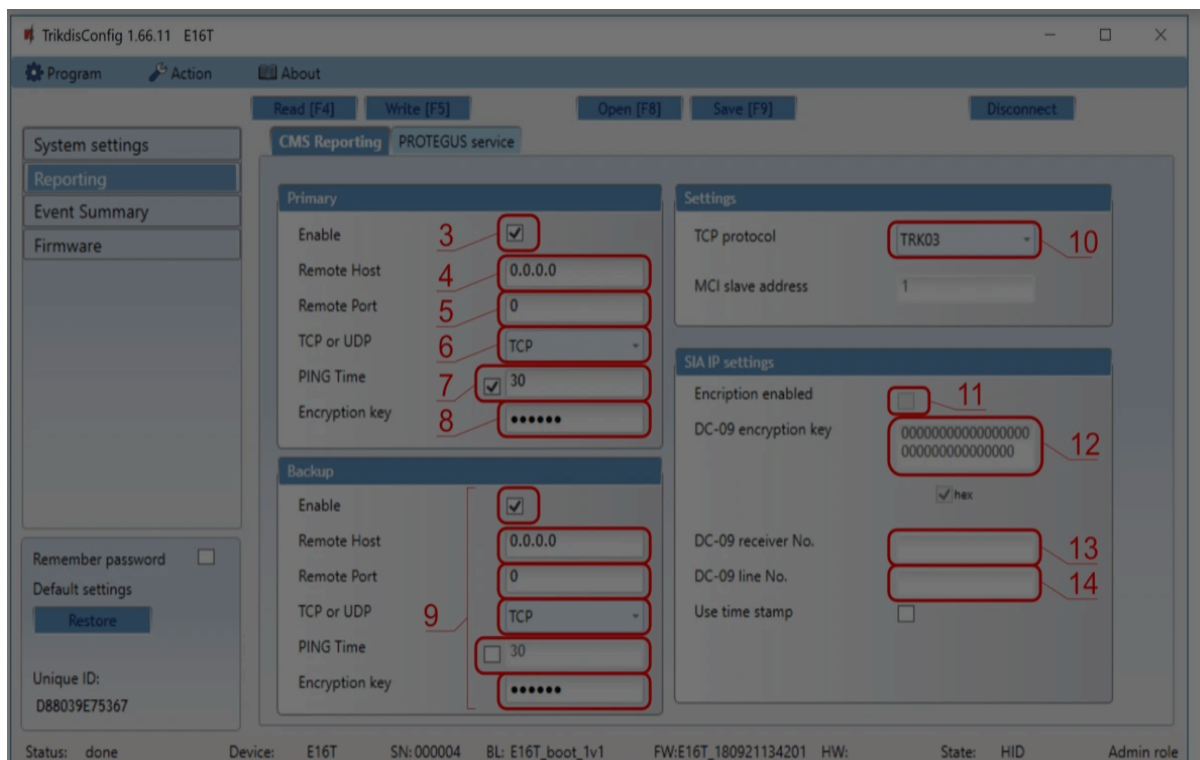 TrikdisConfig 1.66.11 E16T
Program Action About
Read [F4] Write [F5] Open [F8] Save [F9] Disconnect
System settings
Reporting
Event Summary
Firmware
CMS Reporting PROTEGUS service
Primary
Enable 3
Remote Host 4 0.0.0.0
Remote Port 5 0
TCP or UDP 6 TCP
PING Time 7 30
Encryption key 8 ••••••
Backup
Enable
Remote Host 0.0.0.0
Remote Port 0
TCP or UDP 9 TCP
PING Time 30
Encryption key ••••••
Settings
TCP protocol TRK03 10
MCI slave address 1
SIA IP settings
Encription enabled 11
DC-09 encryption key 00000000000000000 12
000000000000000
hex
DC-09 receiver No. 13
DC-09 line No. 14
Use time stamp
Remember password
Default settings
Restore
Unique ID:
D88039E75367
Status: done Device: E16T SN: 000004 BL: E16T_boot_1v1 FW:E16T_180921134201 HW: State: HID Admin role